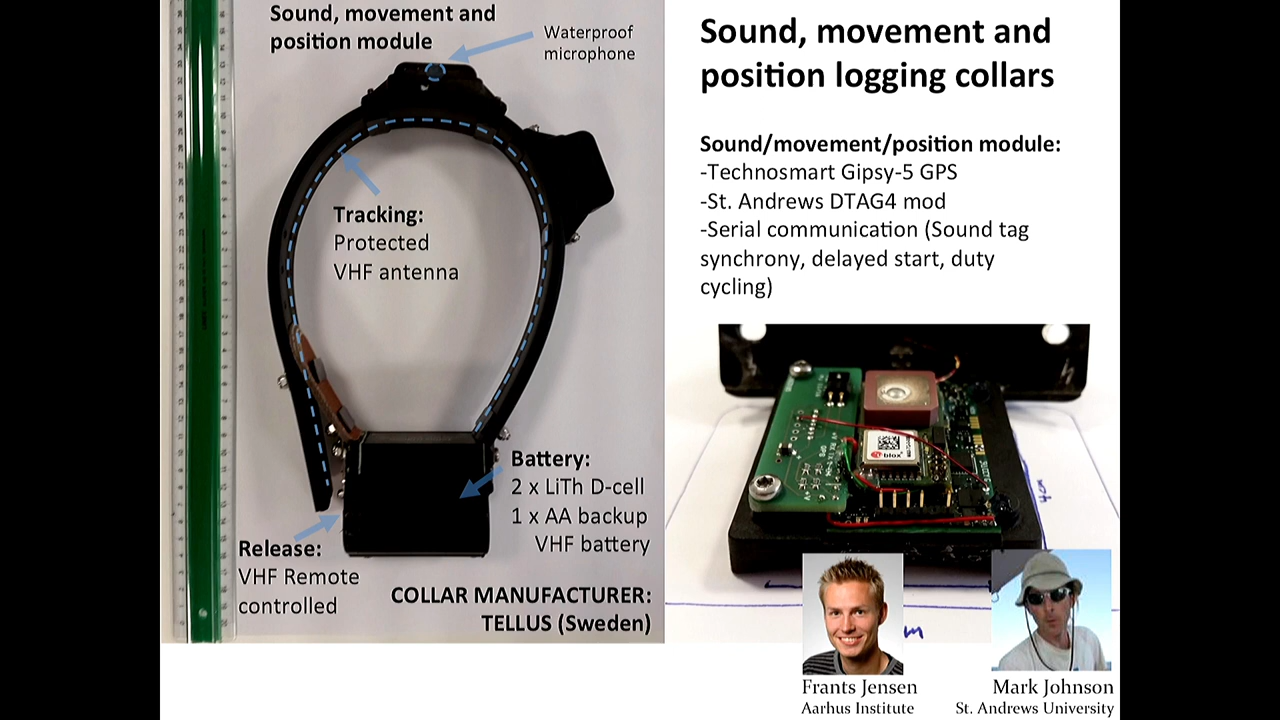 Sound, movement and
position module
Waterproof
microphone
Tracking:
Protected
VHF antenna
Battery:
2 x LiTh D-cell
1 x AA backup
VHF battery
Release:
VHF Remote
controlled
COLLAR MANUFACTURER:
TELLUS (Sweden)
Sound, movement and
position logging collars
Sound/movement/position module:
-Technosmart Gipsy-5 GPS
-St. Andrews DTAG4 mod
-Serial communication (Sound tag
synchrony, delayed start, duty
cycling)
blox
4cm
m
Frants Jensen
Aarhus Institute
Mark Johnson
St. Andrews University